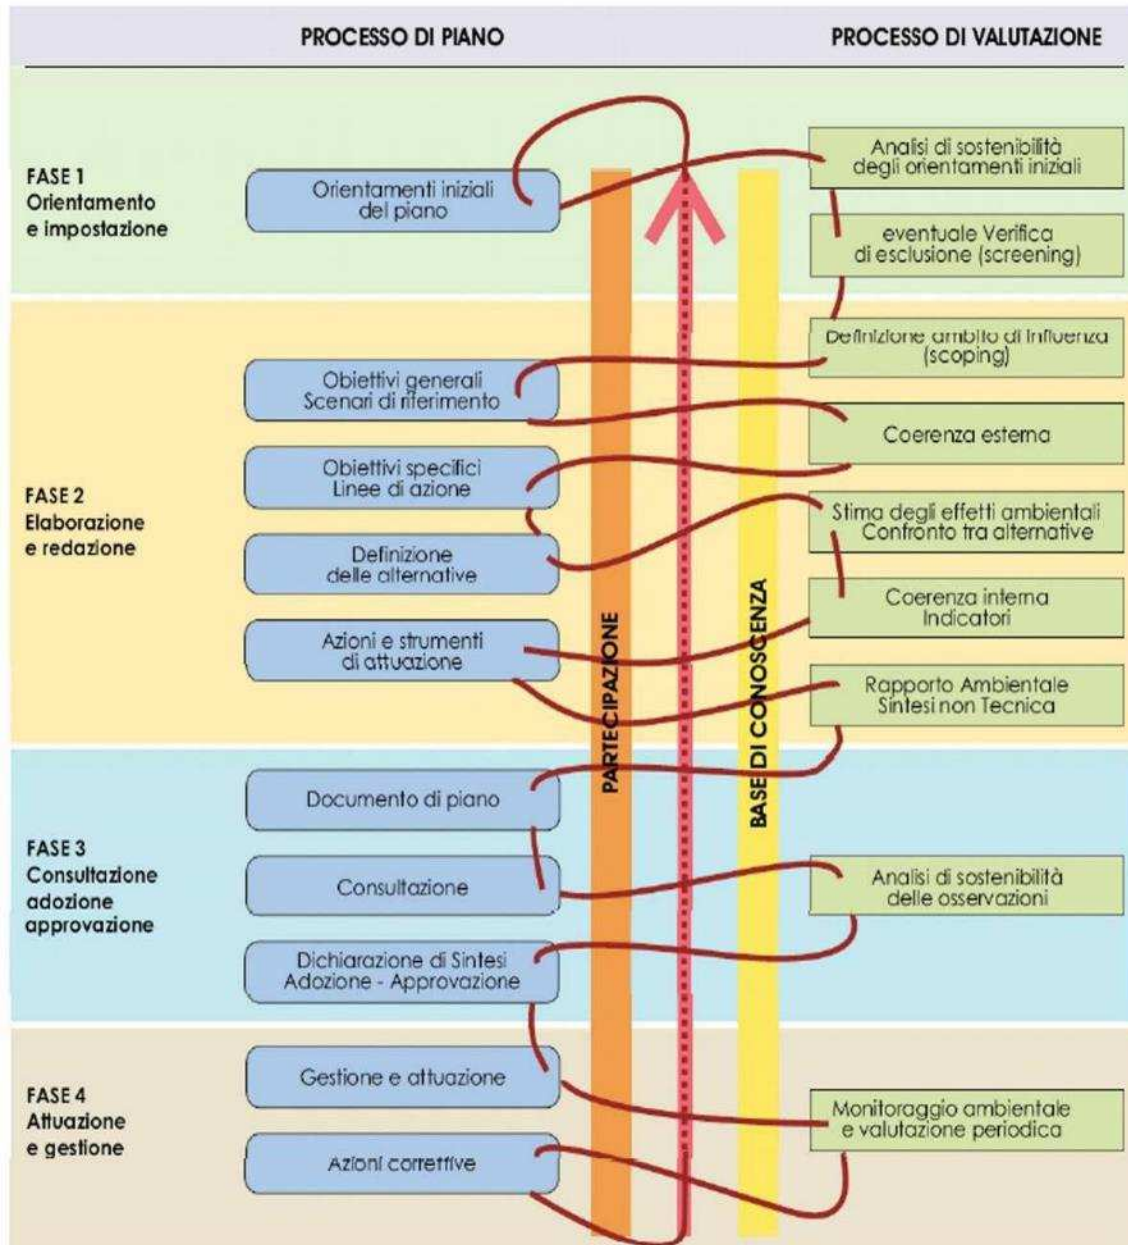 PROCESSO DI PIANO
PROCESSO DI VALUTAZIONE
FASE 1
Orientamento
e impostazione
Orientamenti iniziali
del piano
Analisi di sostenibilità
degli orientamenti iniziali
eventuale Verifica
di esclusione (screening)
FASE 2
Elaborazione
e redazione
Obiettivi generali
Scenari di riferimento
Obiettivi specifici
Linee di azione
Definizione
delle alternative
Azioni e strumenti
di attuazione
Definizione ambito di influenza
(scoping)
Coerenza esterna
Stima degli effetti ambientali
Confronto tra alternative
Coerenza interna
Indicatori
Rapporto Ambientale
Sintesi non Tecnica
PARTECIPAZIONE
BASE DI CONOSCENZA
FASE 3
Consultazione
adozione
approvazione
Documento di piano
Consultazione
Dichiarazione di Sintesi
Adozione - Approvazione
Analisi di sostenibilità
delle osservazioni
FASE 4
Attuazione
e gestione
Gestione e attuazione
Azioni correttive
Monitoraggio ambientale
e valutazione periodica